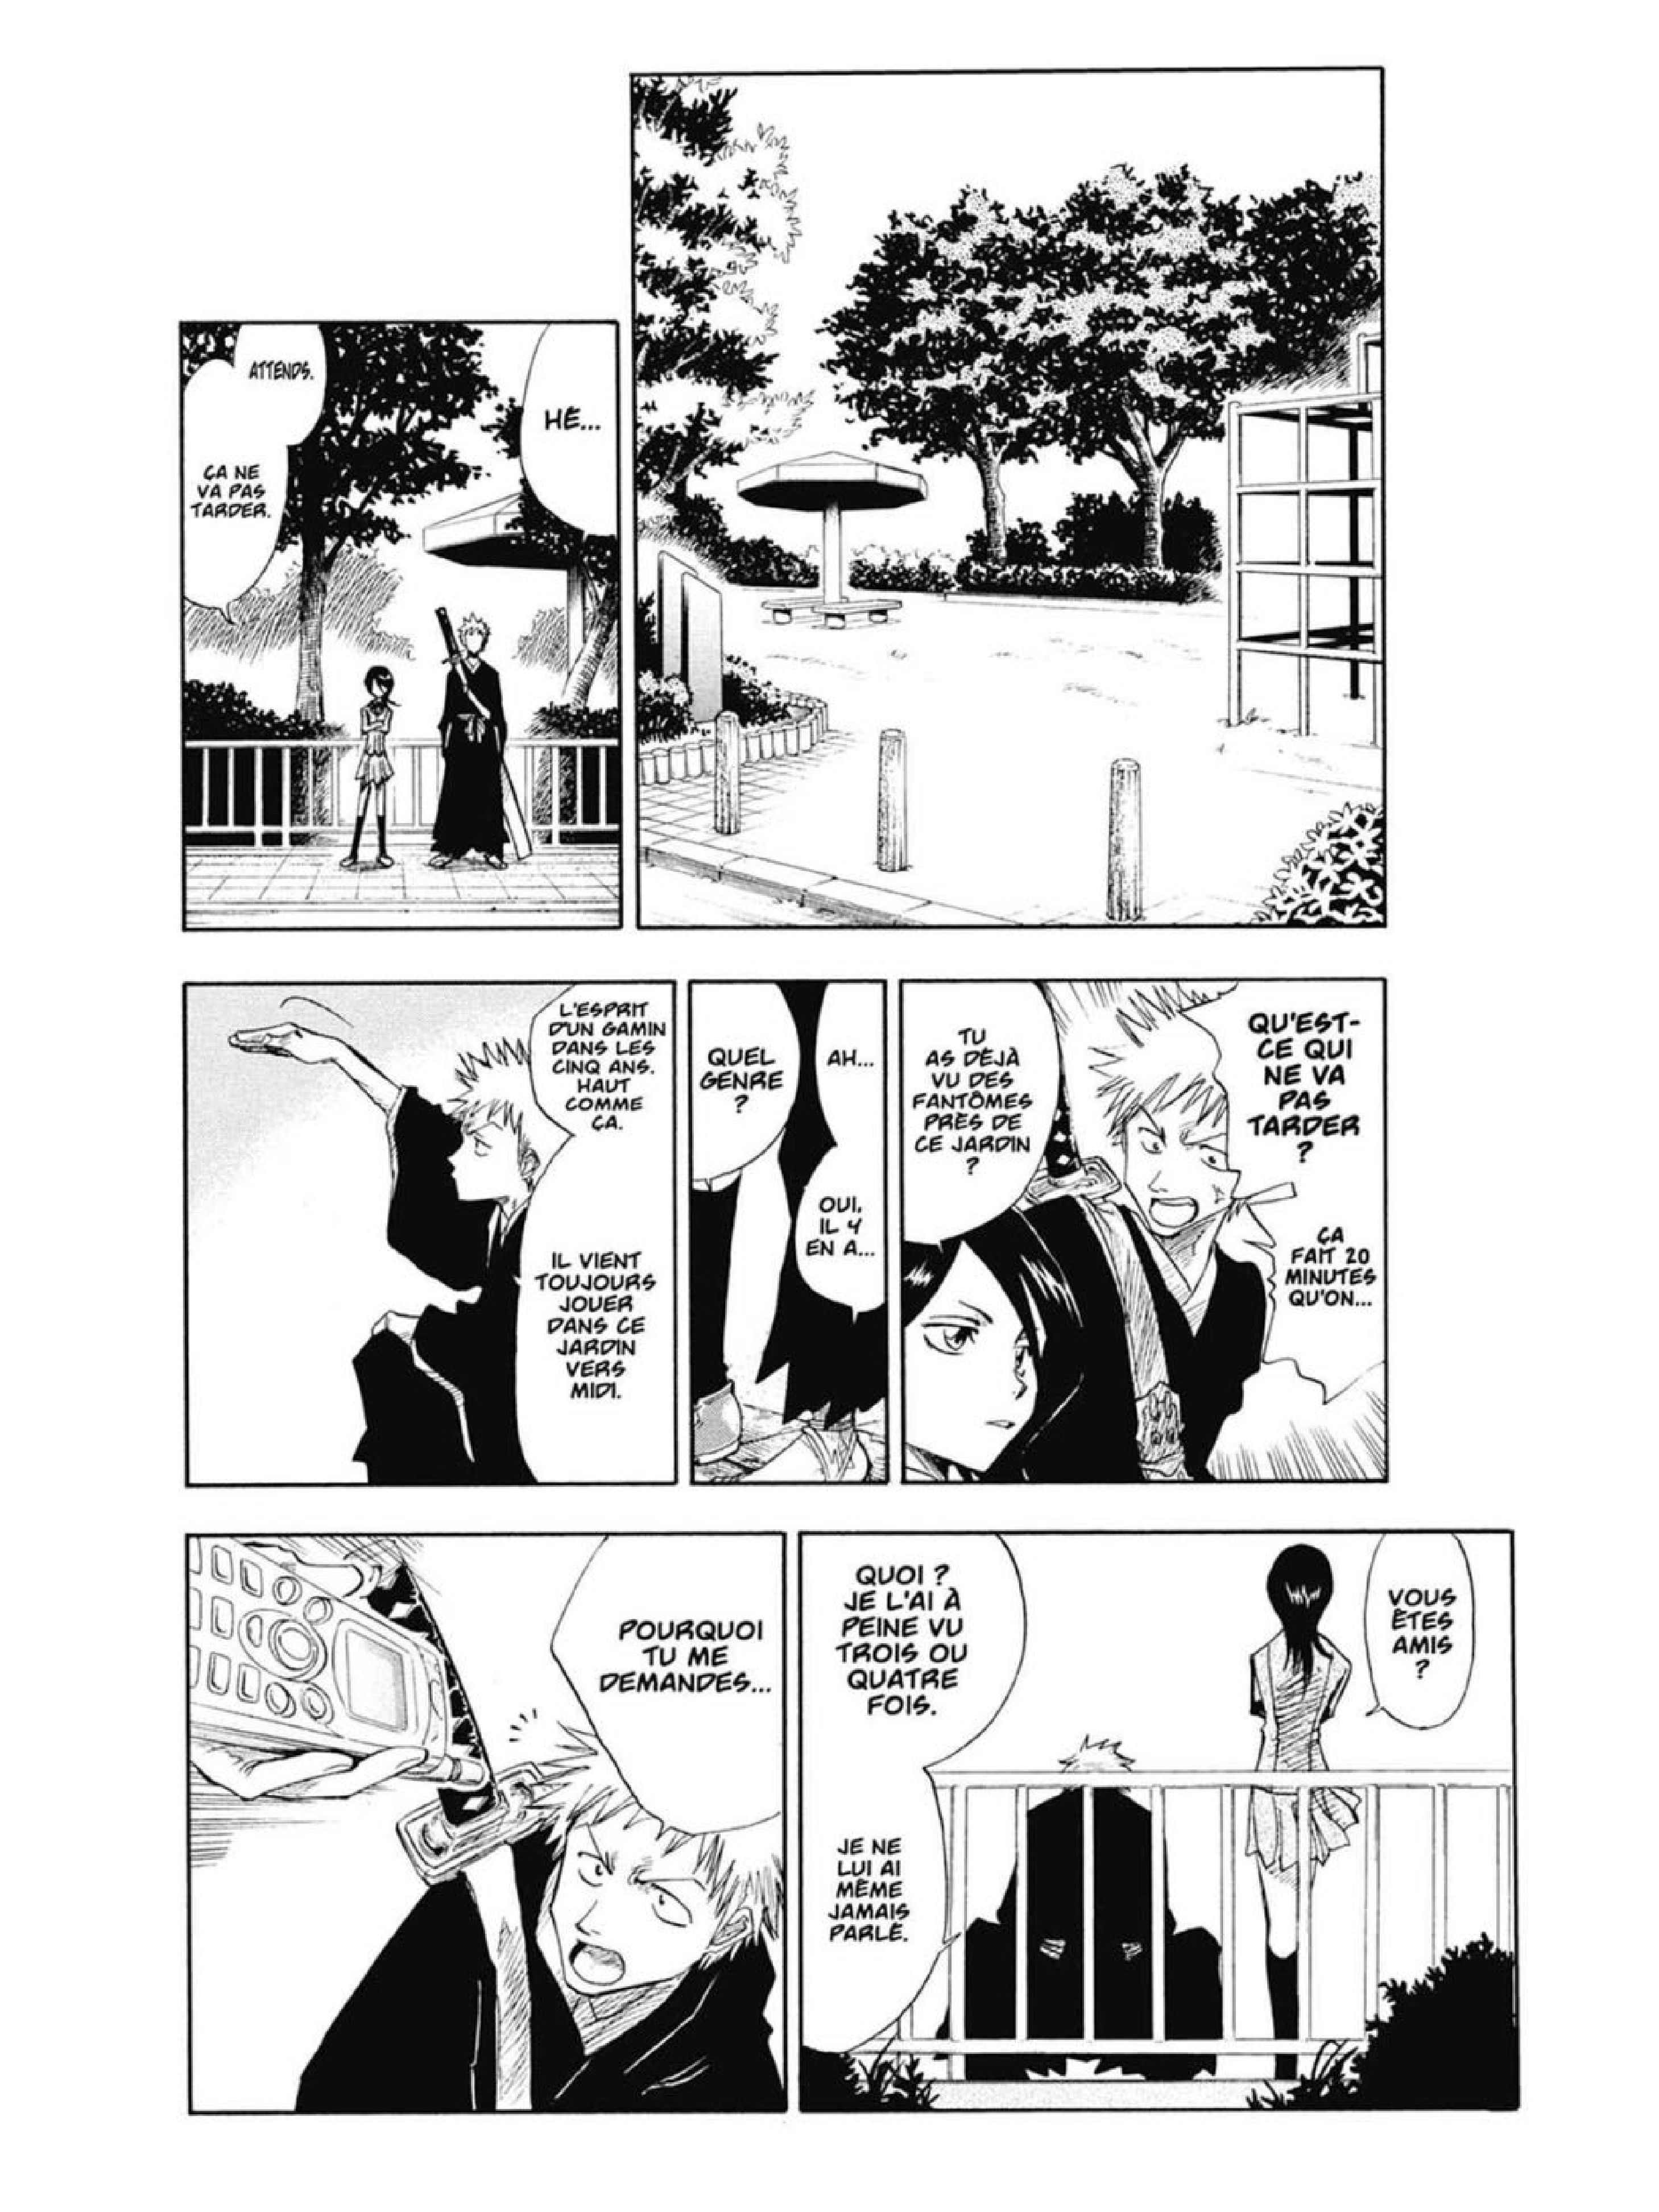 HÉ...
ATTENDS.
ÇA NE
VA PAS
TARDER.
QU'EST-
CE QUI
NE VA
PAS
TARDER
?
ÇA
FAIT 20
MINUTES
QU'ON...
TU
AS DÉJÀ
VU DES
FANTÔMES
PRÈS DE
CE JARDIN
?
AH...
OUI,
IL Y
EN A...
QUEL
GENRE
?
L'ESPRIT
D'UN GAMIN
DANS LES
CINQ ANS.
HAUT
COMME
ÇA.
IL VIENT
TOUJOURS
JOUER
DANS CE
JARDIN
VERS
MIDI.
VOUS
ÊTES
AMIS
?
QUOI ?
JE L'AI À
PEINE VU
TROIS OU
QUATRE
FOIS.
JE NE
LUI AI
MÊME
JAMAIS
PARLÉ.
POURQUOI
TU ME
DEMANDES...